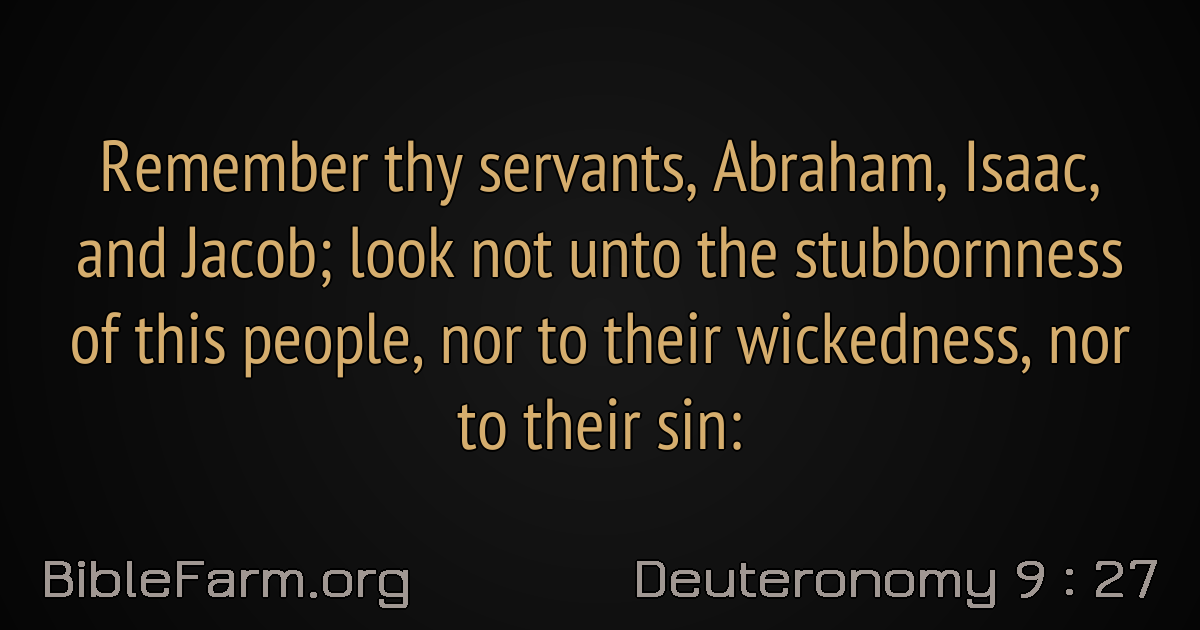 Remember thy servants, Abraham, Isaac,
and Jacob; look not unto the stubbornness
of this people, nor to their wickedness, nor
to their sin:
BibleFarm.org
Deuteronomy 9 : 27